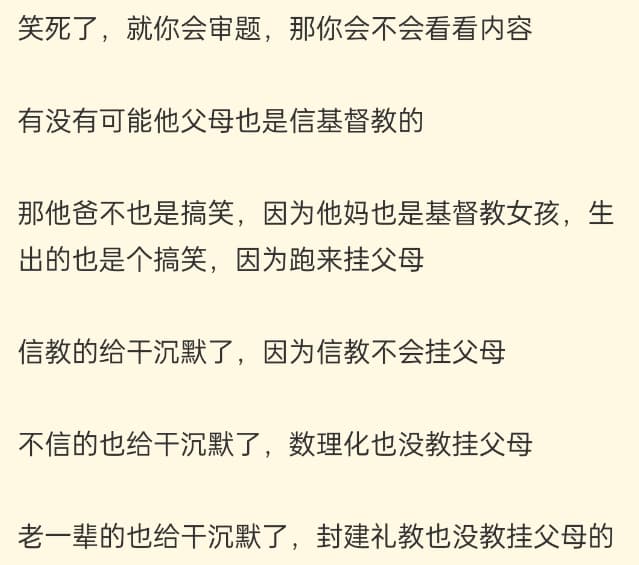 笑死了，就你会审题，那你会不会看看内容
有没有可能他父母也是信基督教的
那他爸不也是搞笑，因为他妈也是基督教女孩，生
出的也是个搞笑，因为跑来挂父母
信教的给干沉默了，因为信教不会挂父母
不信的也给干沉默了，数理化也没教挂父母
老一辈的也给干沉默了，封建礼教也没教挂父母的